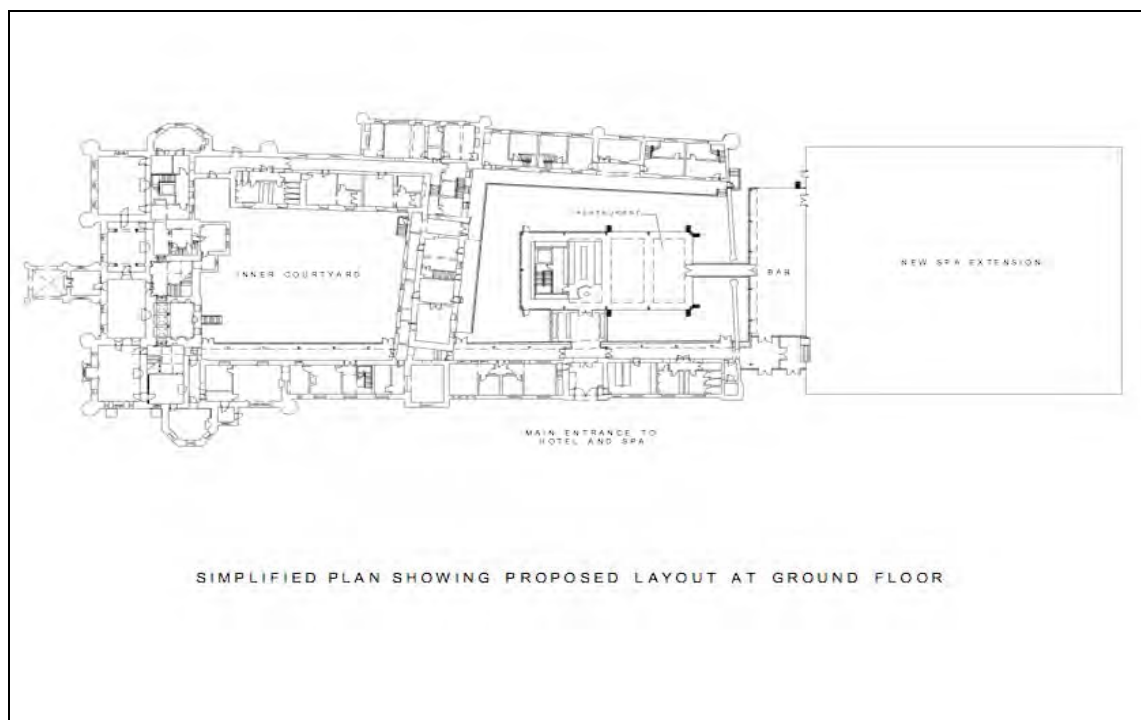 RESTAURANT
INNER COURTYARD
BAR
NEW SPA EXTENSION
MAIN ENTRANCE TO
HOTEL AND SPA
SIMPLIFIED PLAN SHOWING PROPOSED LAYOUT AT GROUND FLOOR